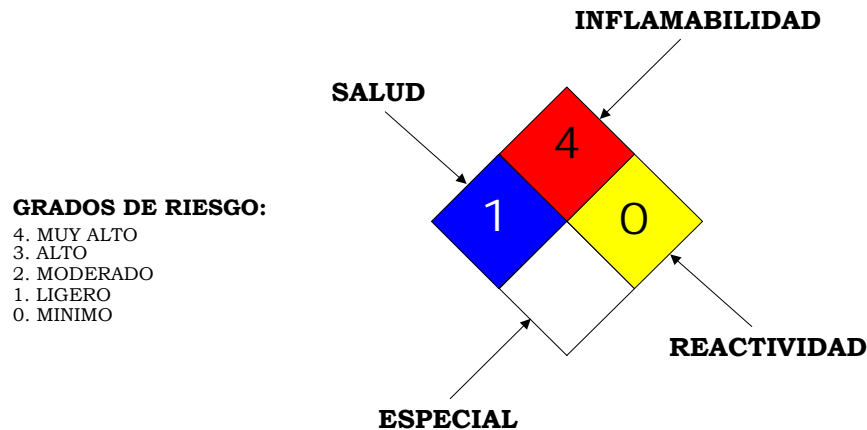 INFLAMABILIDAD
SALUD
4
1
0
GRADOS DE RIESGO:
4. MUY ALTO
3. ALTO
2. MODERADO
1. LIGERO
0. MINIMO
REACTIVIDAD
ESPECIAL